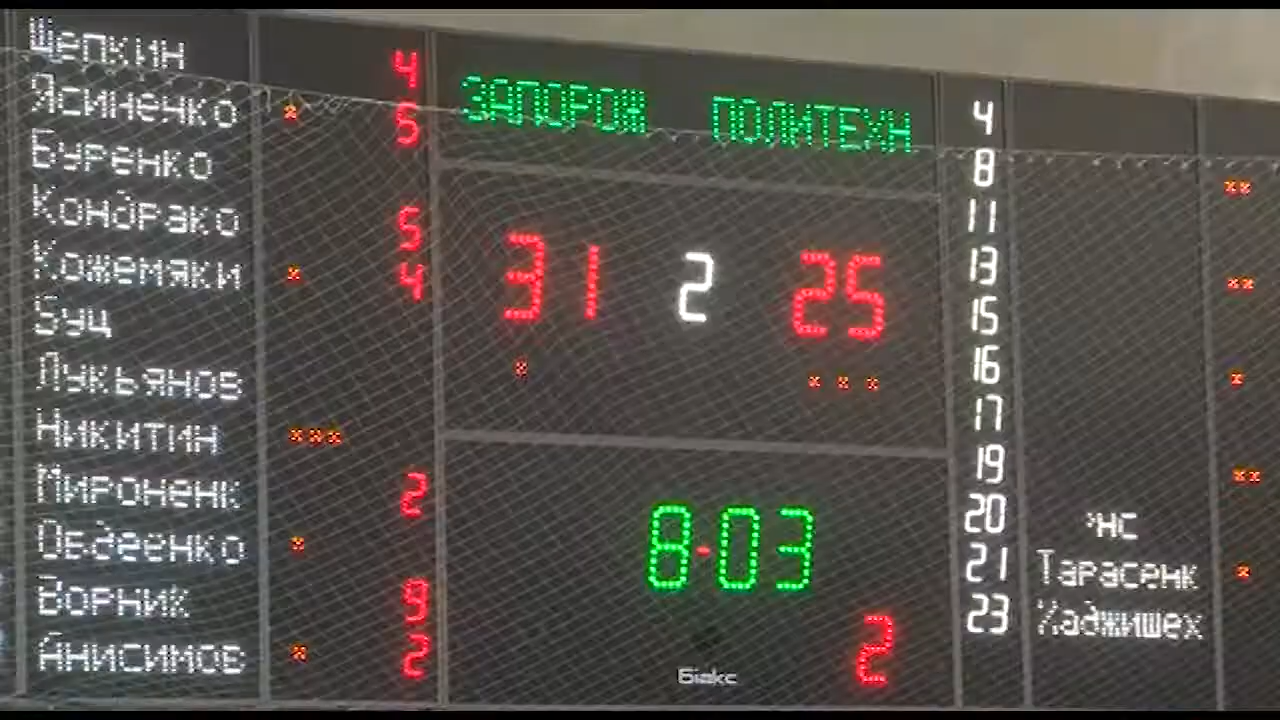 Щепкин 4
Ясиненко * 5
Буренко
Кондрако 5
Кожемяки * 4
Буц
Лукьянов
Никитин ***
Мироненк 2
Овдеенко *
Ворник 9
Анисимов * 2
ЗАПОРОЖ ПОЛИТЕХН
31 2 25
* ***
8-03
2
Біакс
4
8 **
11
13 **
15
16 *
17
19 **
20
21 Тарасенк *
23 Хаджишех